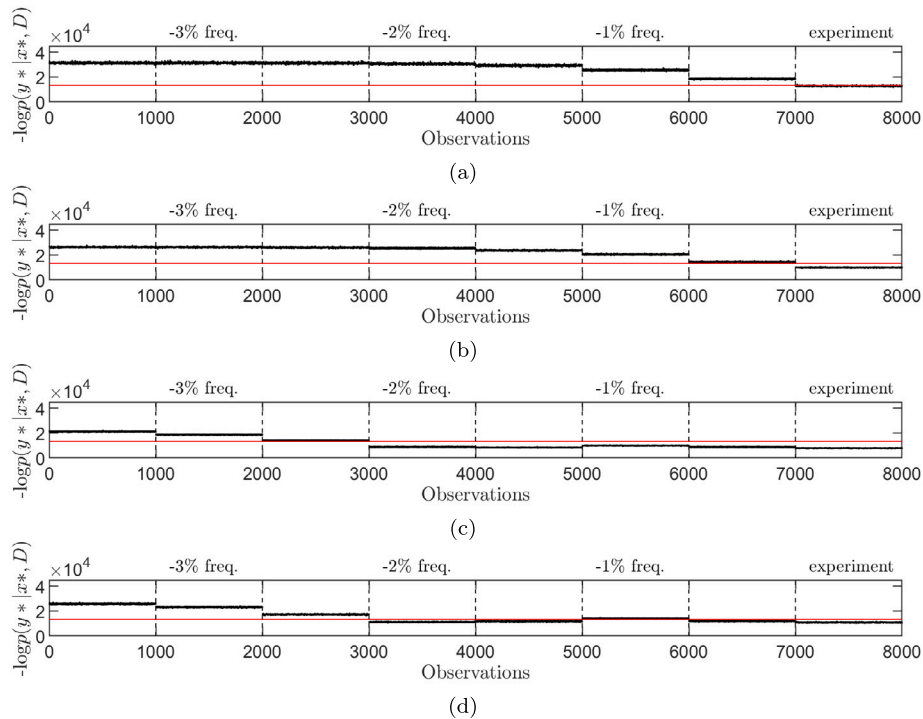 -3% freq. -2% freq. -1% freq. experiment
×10^4
-logp(y*|x*, D)
4
2
0
0 1000 2000 3000 4000 5000 6000 7000 8000
Observations
(a)
-3% freq. -2% freq. -1% freq. experiment
×10^4
-logp(y*|x*, D)
4
2
0
0 1000 2000 3000 4000 5000 6000 7000 8000
Observations
(b)
-3% freq. -2% freq. -1% freq. experiment
×10^4
-logp(y*|x*, D)
4
2
0
0 1000 2000 3000 4000 5000 6000 7000 8000
Observations
(c)
-3% freq. -2% freq. -1% freq. experiment
×10^4
-logp(y*|x*, D)
4
2
0
0 1000 2000 3000 4000 5000 6000 7000 8000
Observations
(d)